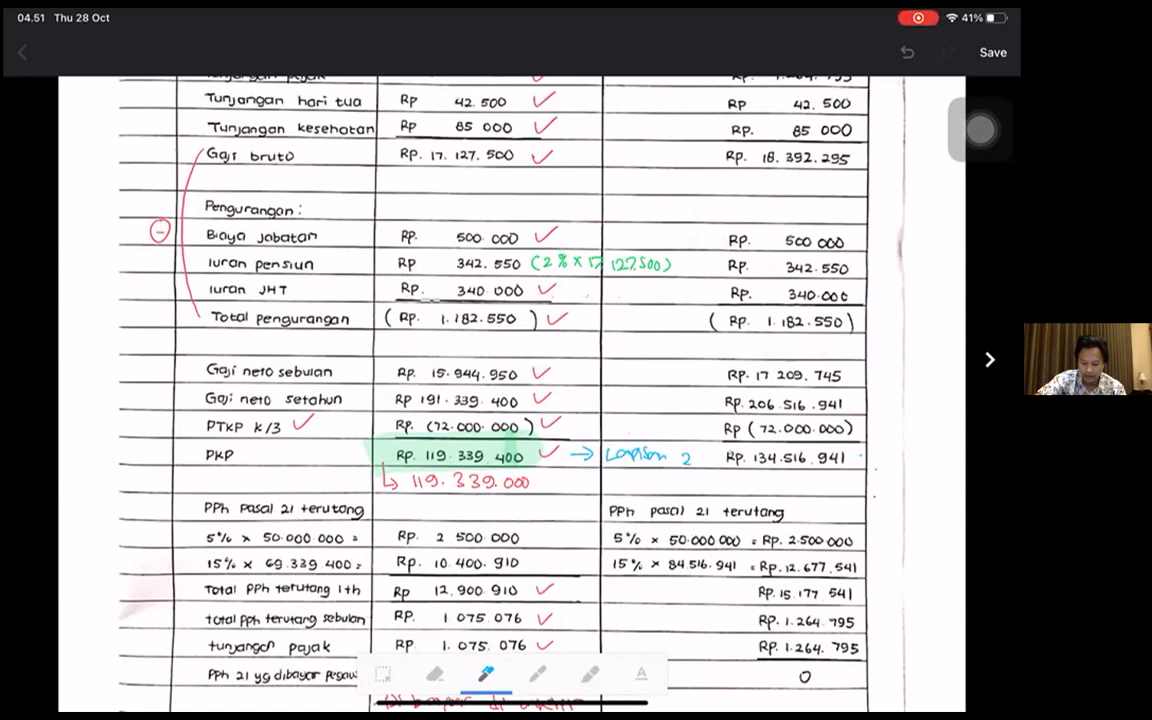 04.51 Thu 28 Oct
41%
Save
Tunjangan pajak Rp. 1.264.795
Tunjangan hari tua Rp 42.500 Rp 42.500
Tunjangan kesehatan Rp 85 000 Rp. 85 000
Gaji bruto Rp. 17.127.500 Rp. 18.392.295
Pengurangan :
Biaya jabatan Rp. 500.000 Rp. 500 000
Iuran pensiun Rp 342.550 (2% x 17 127.500) Rp. 342.550
Iuran JHT Rp. 340.000 Rp. 340.000
Total pengurangan (Rp. 1.182.550) (Rp. 1.182.550)
Gaji neto sebulan Rp. 15.944.950 Rp. 17 209.745
Gaji neto setahun Rp 191.339.400 Rp. 206.516.941
PTKP K/3 Rp. (72.000.000) Rp (72.000.000)
PKP Rp. 119.339.400 → Lapisan 2 Rp. 134.516.941
119.339.000
PPh Pasal 21 terutang PPh pasal 21 terutang
5% x 50.000.000 = Rp. 2 500.000 5% x 50.000.000 = Rp. 2.500.000
15% x 69.339.400 = Rp. 10.400.910 15% x 84.516.941 = Rp. 12.677.541
Total PPh terutang 1th Rp 12.900.910 Rp. 15.177.541
total pph terutang sebulan Rp. 1 075.076 Rp. 1.264.795
tunjangan pajak Rp 1.075.076 Rp. 1.264.795
PPh 21 yg dibayar 0